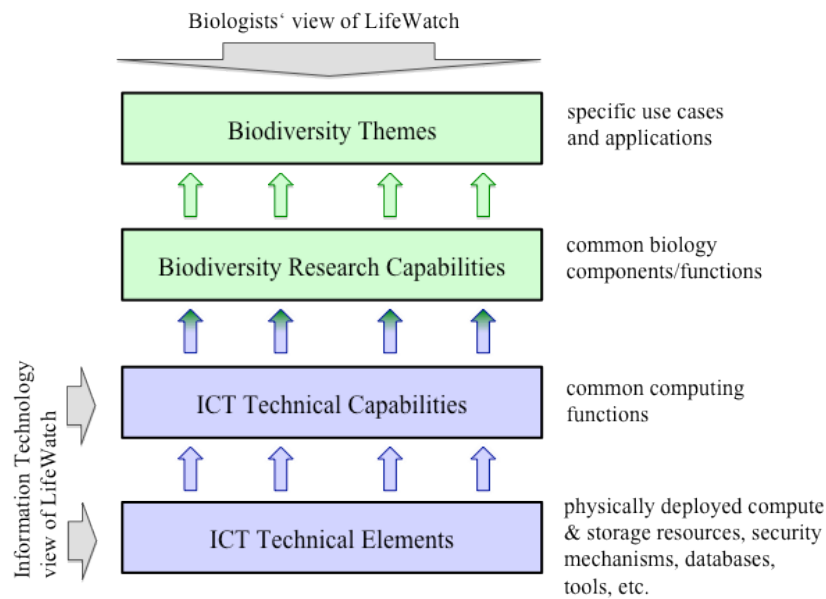 Biologists‘ view of LifeWatch
Biodiversity Themes
specific use cases
and applications
Biodiversity Research Capabilities
common biology
components/functions
Information Technology
view of LifeWatch
ICT Technical Capabilities
common computing
functions
ICT Technical Elements
physically deployed compute
& storage resources, security
mechanisms, databases,
tools, etc.